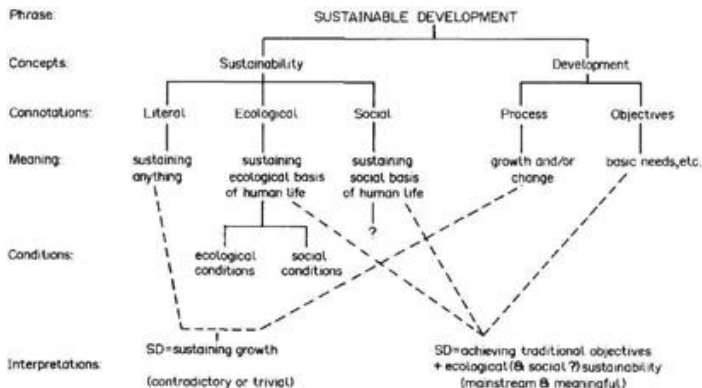 Phrase: SUSTAINABLE DEVELOPMENT
Concepts: Sustainability Development
Connotations: Literal Ecological Social Process Objectives
Meaning: sustaining sustaining sustaining growth and/or basic needs,etc.
anything ecological basis social basis change
of human life of human life
?
Conditions: ecological social
conditions conditions
SD=sustaining growth SD=achieving traditional objectives
Interpretations: + ecological(& social ?) sustainability
(contradictory or trivial) (mainstream & meaningful)